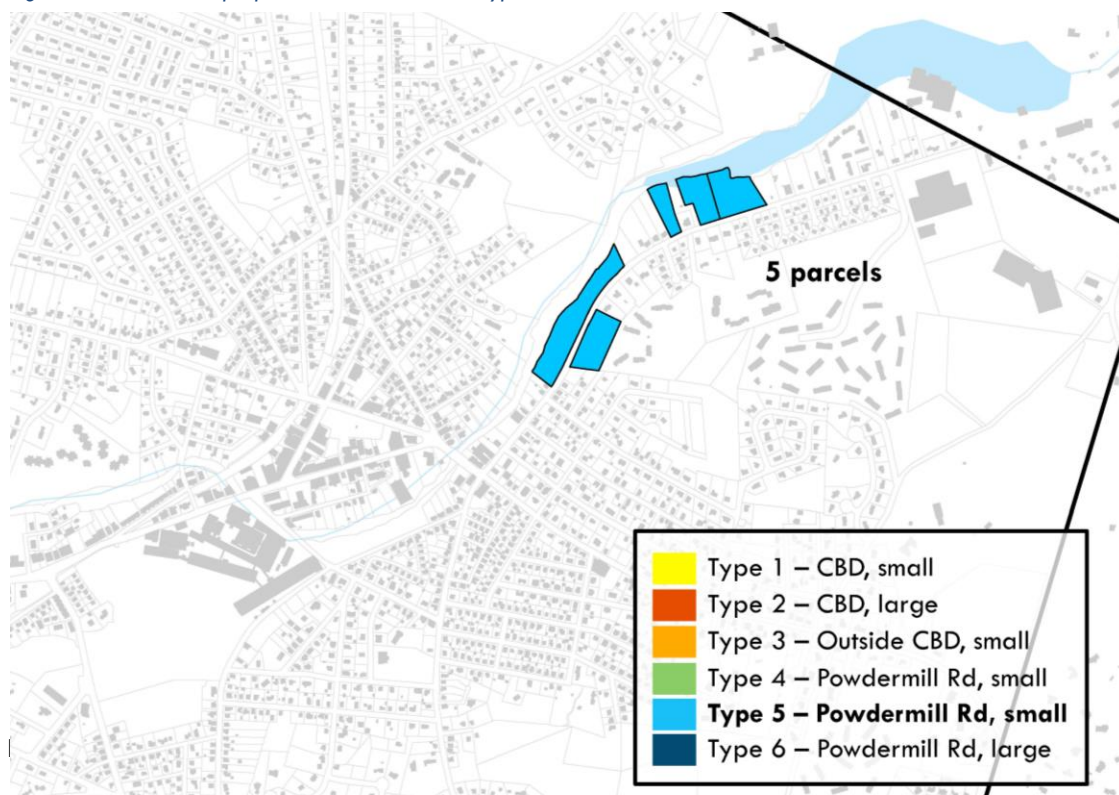 5 parcels
Type 1 – CBD, small
Type 2 – CBD, large
Type 3 – Outside CBD, small
Type 4 – Powdermill Rd, small
Type 5 – Powdermill Rd, small
Type 6 – Powdermill Rd, large